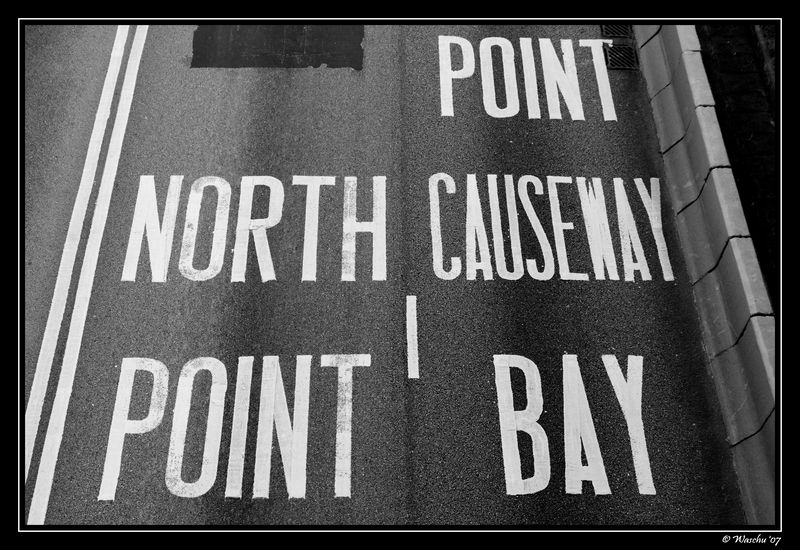 POINT
NORTH CAUSEWAY
POINT BAY
© Waschu '07